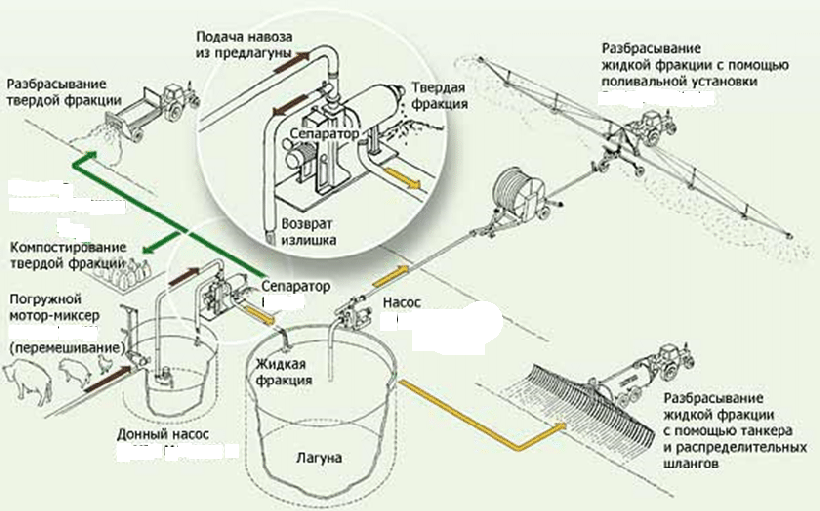 Подача навоза
из предлагуны
Разбрасывание
жидкой фракции с помощью
поливальной установки
Разбрасывание
твердой фракции
Твердая
фракция
Сепаратор
Возврат
излишка
Компостирование
твердой фракции
Сепаратор
Погружной
мотор-миксер
(перемешивание)
Насос
Жидкая
фракция
Разбрасывание
жидкой фракции
с помощью танкера
и распределительных
шлангов
Донный насос
Лагуна